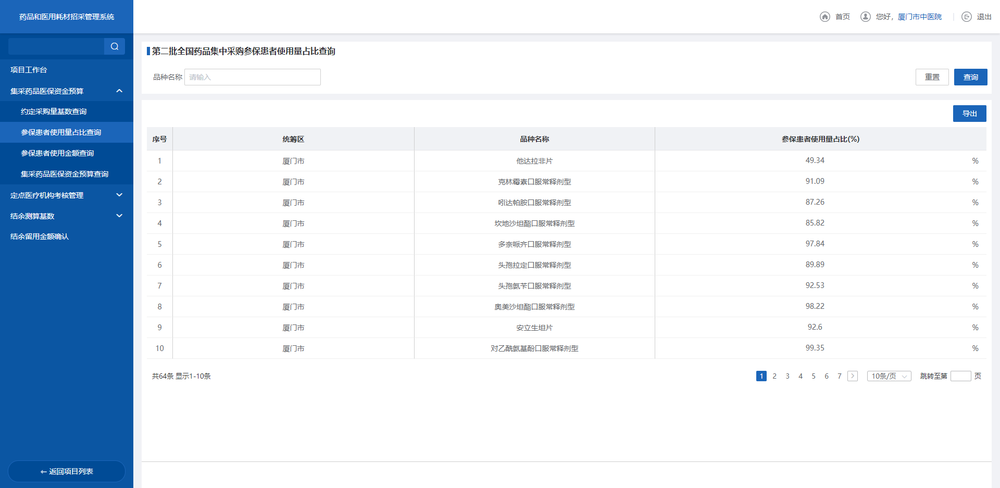 药品和医用耗材招采管理系统
首页 您好，厦门市中医院 退出
项目工作台
集采药品医保资金预算
约定采购量基数查询
参保患者使用量占比查询
参保患者使用金额查询
集采药品医保资金预算查询
定点医疗机构考核管理
结余测算基数
结余留用金额确认
返回项目列表
第二批全国药品集中采购参保患者使用量占比查询
品种名称 请输入 重置 查询
导出
序号 统筹区 品种名称 参保患者使用量占比(%)
1 厦门市 他达拉非片 49.34 %
2 厦门市 克林霉素口服常释剂型 91.09 %
3 厦门市 吲达帕胺口服常释剂型 87.26 %
4 厦门市 坎地沙坦酯口服常释剂型 85.82 %
5 厦门市 多奈哌齐口服常释剂型 97.84 %
6 厦门市 头孢拉定口服常释剂型 89.89 %
7 厦门市 头孢氨苄口服常释剂型 92.53 %
8 厦门市 奥美沙坦酯口服常释剂型 98.22 %
9 厦门市 安立生坦片 92.6 %
10 厦门市 对乙酰氨基酚口服常释剂型 99.35 %
共64条 显示1-10条 1 2 3 4 5 6 7 10条/页 跳转至第 页